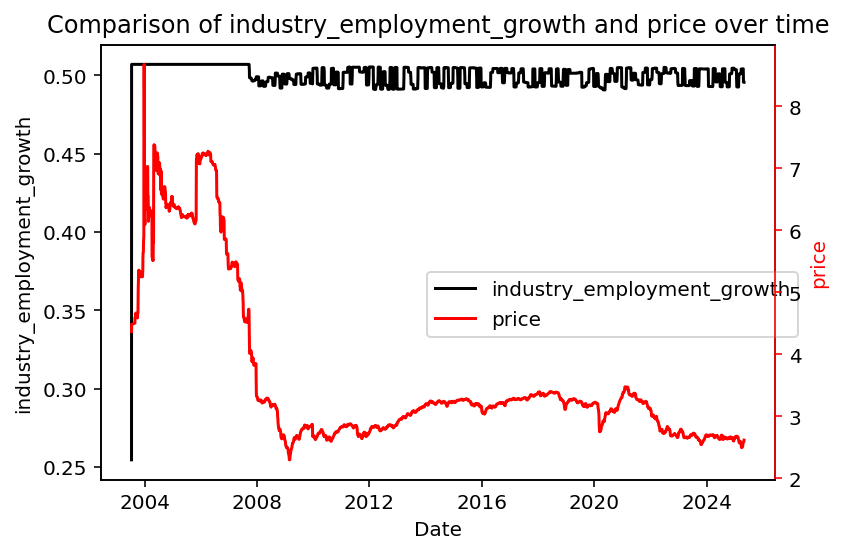 Comparison of industry_employment_growth and price over time
industry_employment_growth
0.50
0.45
0.40
0.35
0.30
0.25
8
7
6
5
4
3
2
price
industry_employment_growth
price
2004 2008 2012 2016 2020 2024
Date